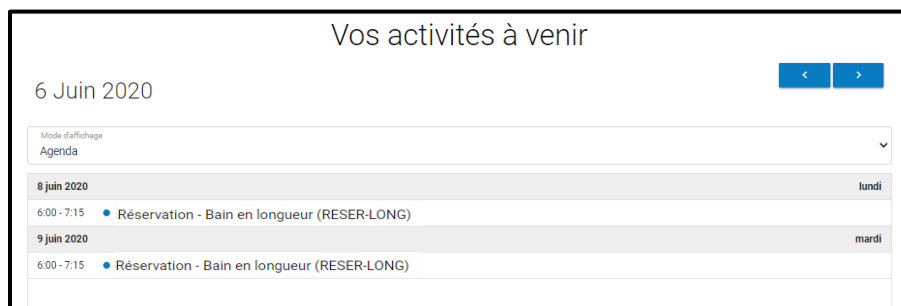 Vos activités à venir
6 Juin 2020
Mode d'affichage
Agenda
8 juin 2020 lundi
6:00 - 7:15 Réservation - Bain en longueur (RESER-LONG)
9 juin 2020 mardi
6:00 - 7:15 Réservation - Bain en longueur (RESER-LONG)